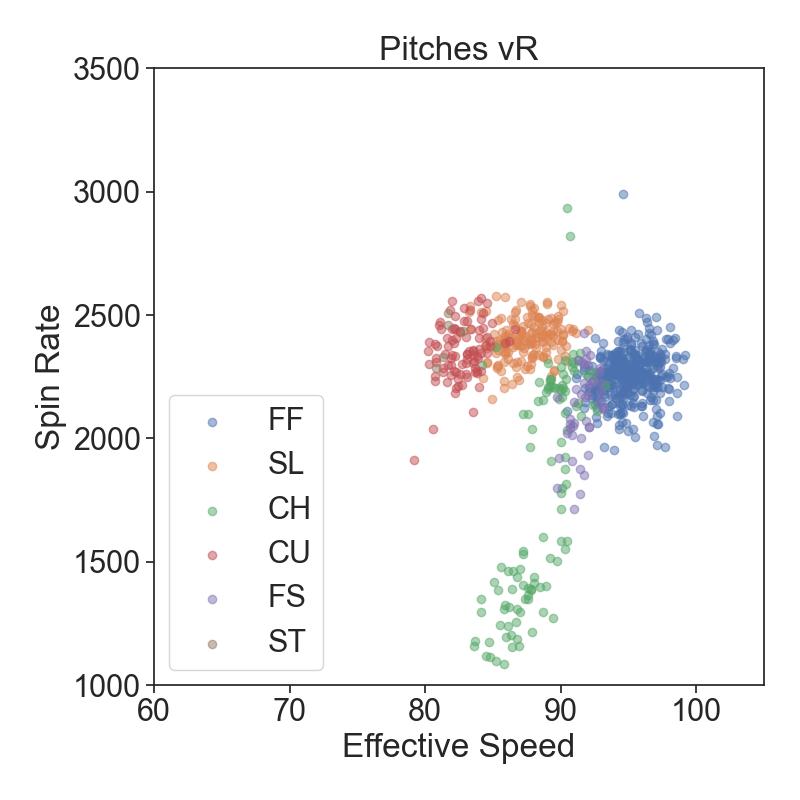 Pitches vR
3500
3000
2500
2000
1500
1000
Spin Rate
FF
SL
CH
CU
FS
ST
60 70 80 90 100
Effective Speed